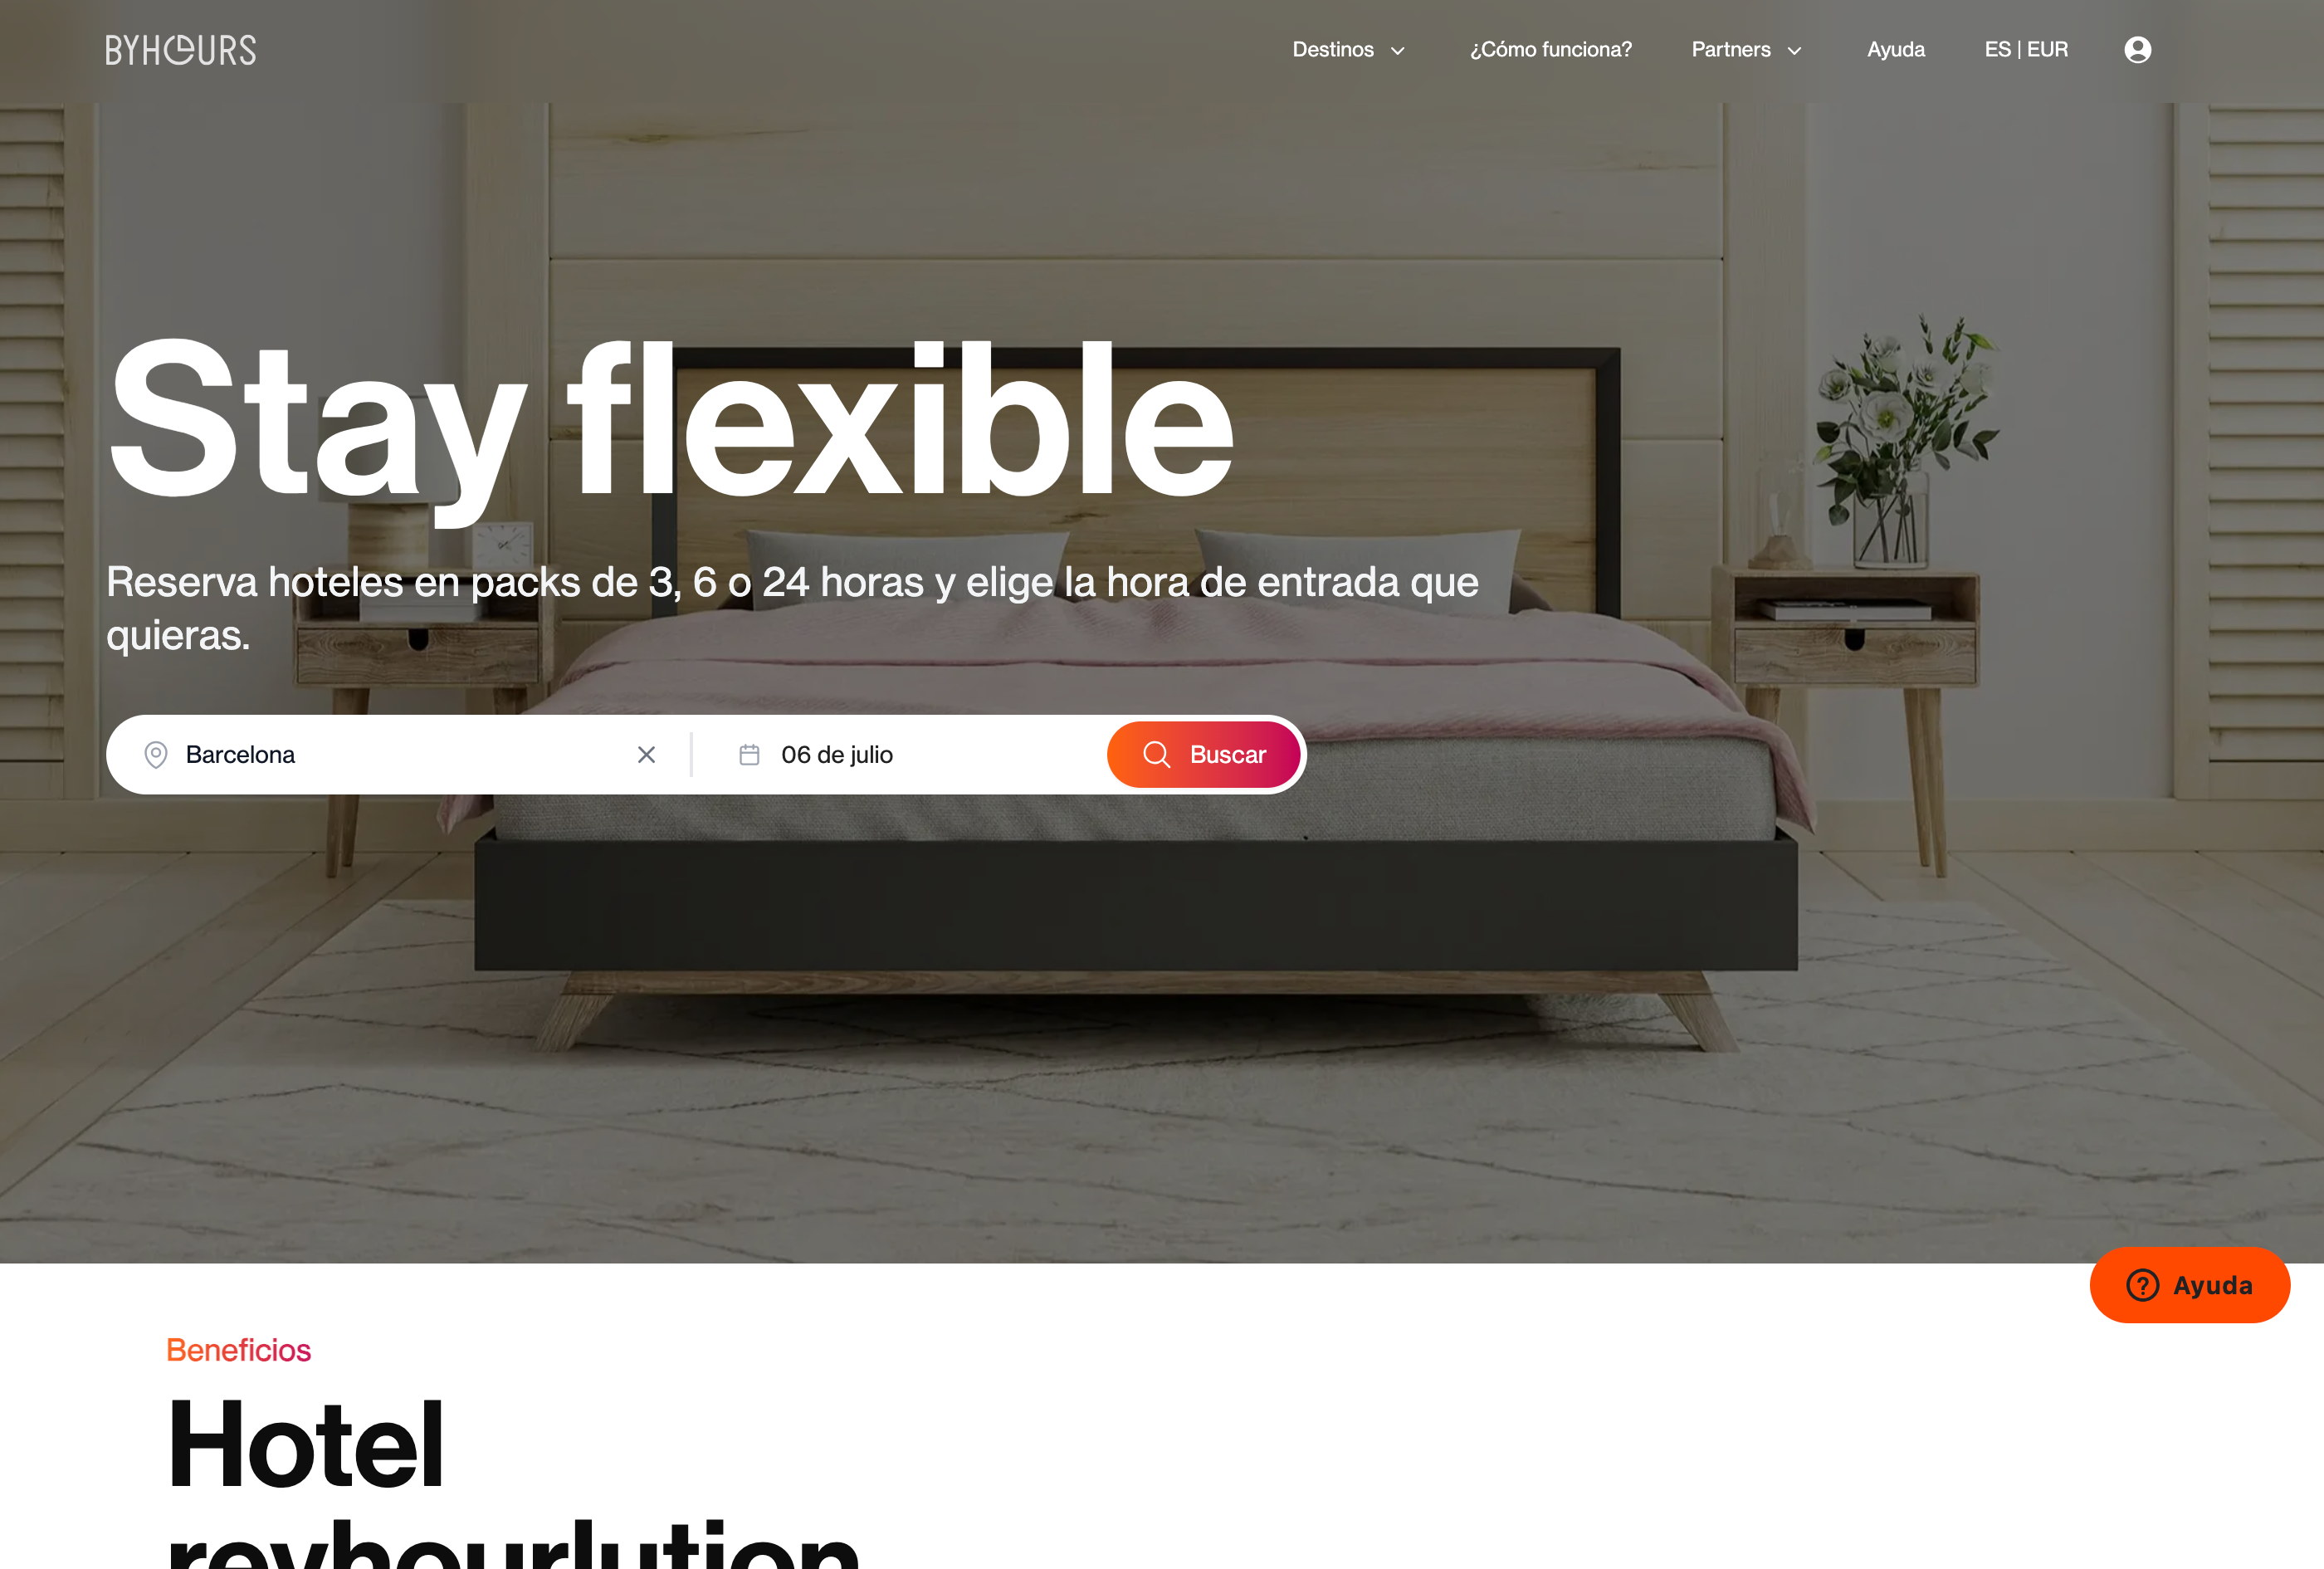 BYHOURS
Destinos
¿Cómo funciona?
Partners
Ayuda
ES | EUR
Stay flexible
Reserva hoteles en packs de 3, 6 o 24 horas y elige la hora de entrada que
quieras.
Barcelona
06 de julio
Buscar
Ayuda
Beneficios
Hotel
revhourlution